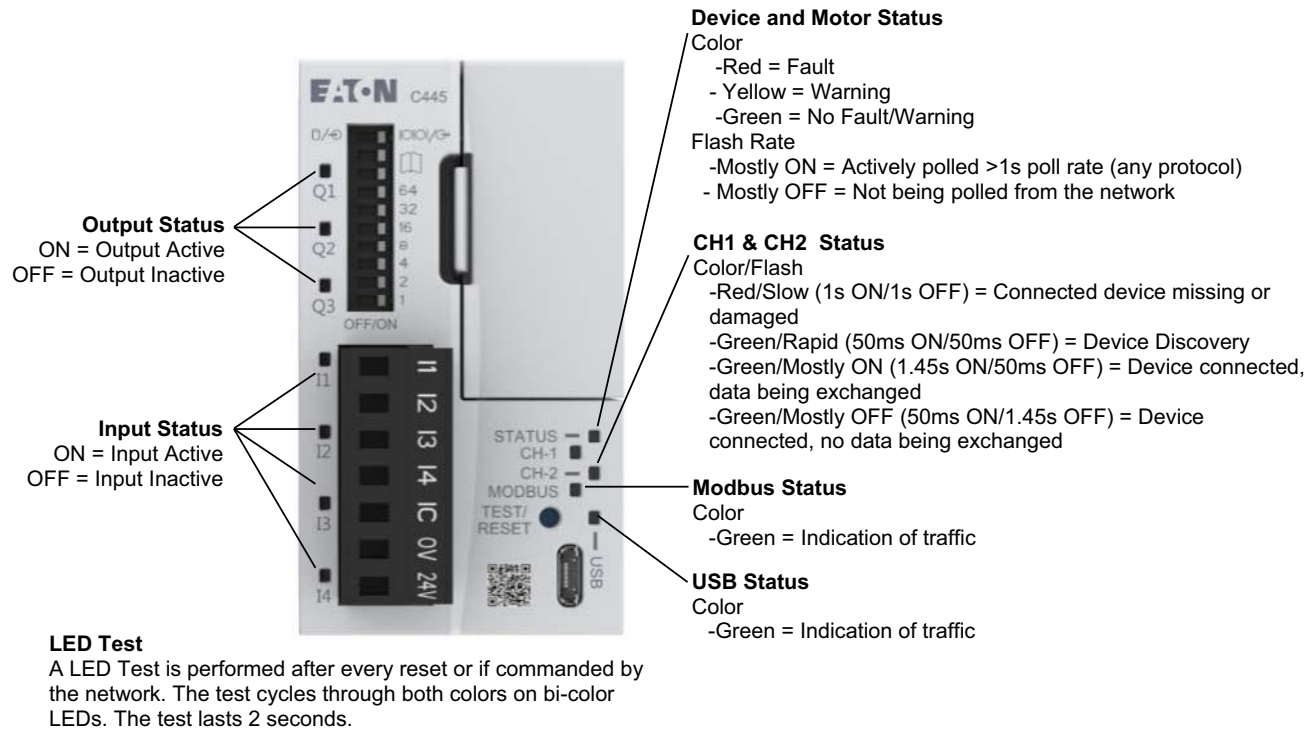 Device and Motor Status
Color
-Red = Fault
- Yellow = Warning
-Green = No Fault/Warning
Flash Rate
-Mostly ON = Actively polled >1s poll rate (any protocol)
- Mostly OFF = Not being polled from the network
CH1 & CH2  Status
Color/Flash
-Red/Slow (1s ON/1s OFF) = Connected device missing or
damaged
-Green/Rapid (50ms ON/50ms OFF) = Device Discovery
-Green/Mostly ON (1.45s ON/50ms OFF) = Device connected,
data being exchanged
-Green/Mostly OFF (50ms ON/1.45s OFF) = Device
connected, no data being exchanged
Modbus Status
Color
-Green = Indication of traffic
USB Status
Color
-Green = Indication of traffic
Output Status
ON = Output Active
OFF = Output Inactive
Input Status
ON = Input Active
OFF = Input Inactive
EATON C445
Q1
Q2
Q3
64
32
16
8
4
2
1
OFF/ON
I1
I2
I3
I4
I1
I2
I3
I4
IC
0V
24V
STATUS
CH-1
CH-2
MODBUS
TEST/
RESET
USB
LED Test
A LED Test is performed after every reset or if commanded by
the network. The test cycles through both colors on bi-color
LEDs. The test lasts 2 seconds.